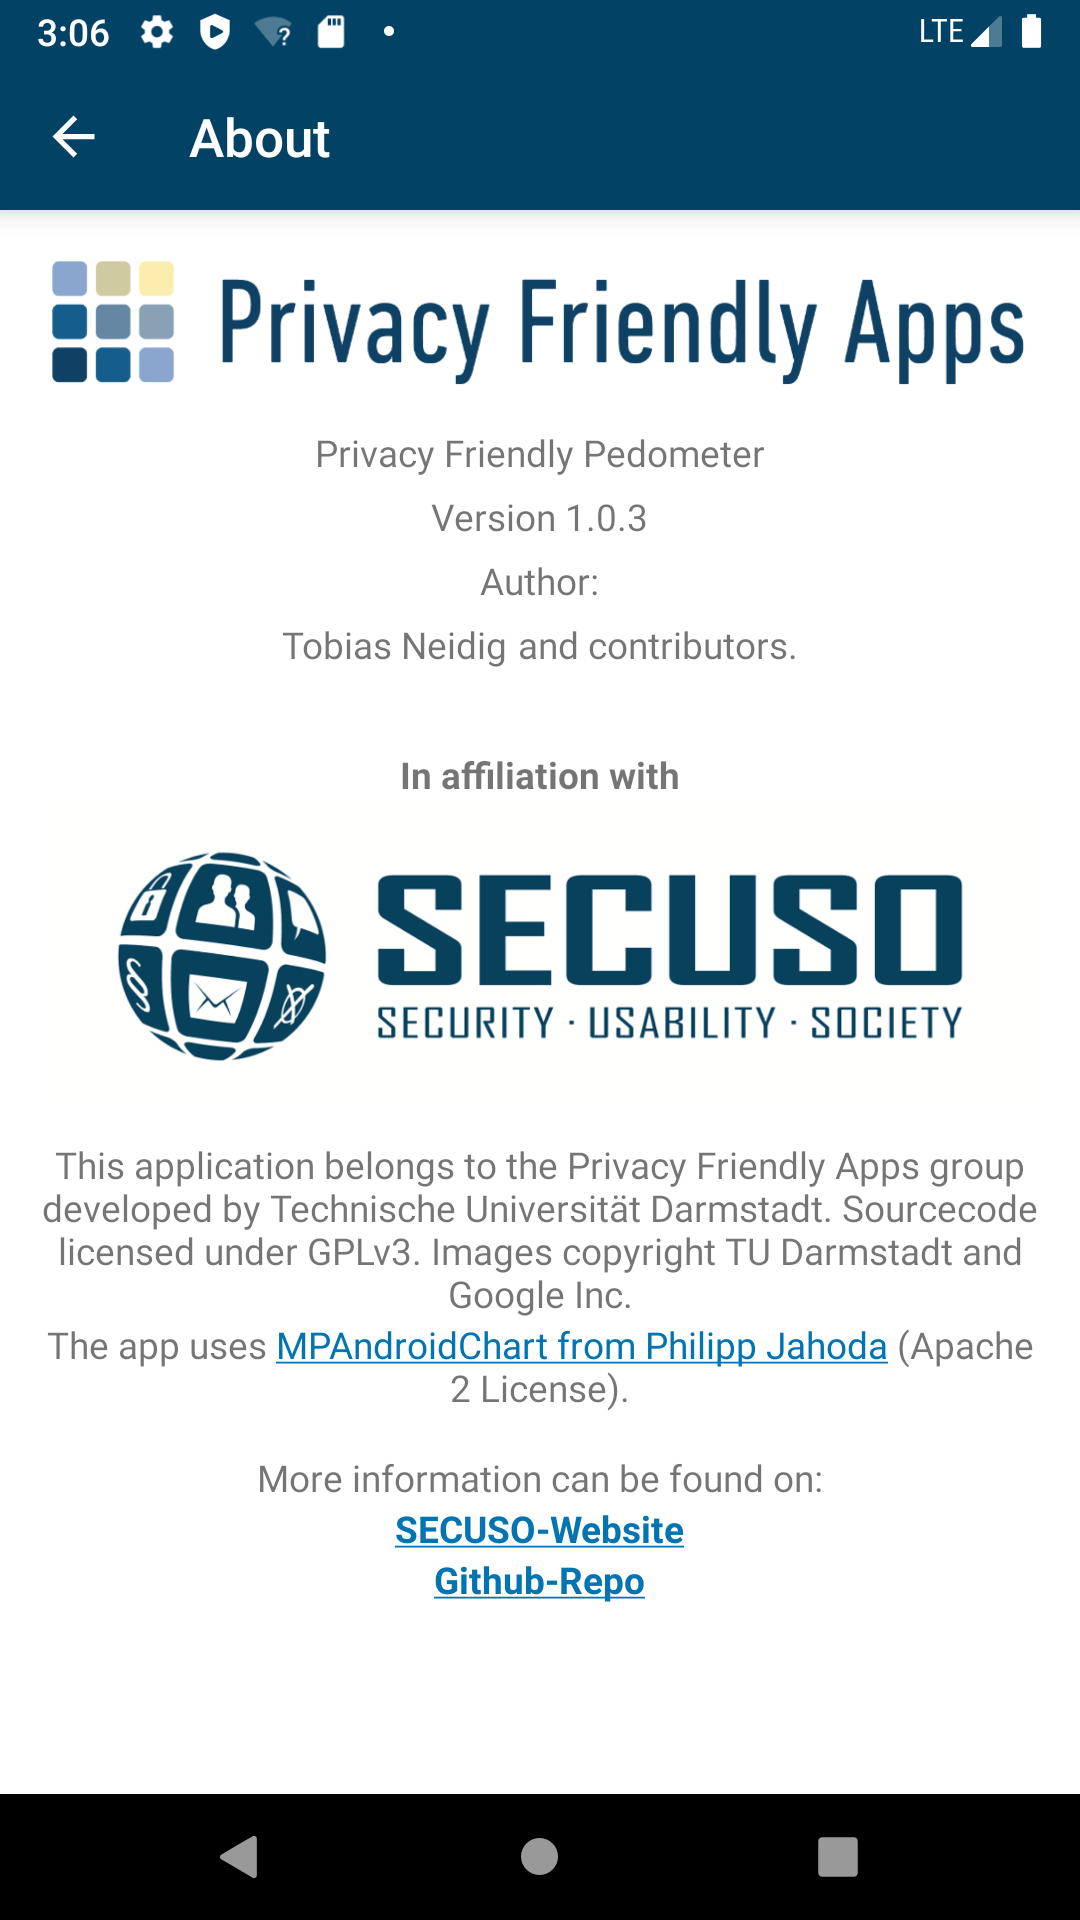 3:06
LTE
About
Privacy Friendly Apps
Privacy Friendly Pedometer
Version 1.0.3
Author:
Tobias Neidig and contributors.
In affiliation with
SECUSO
SECURITY · USABILITY · SOCIETY
This application belongs to the Privacy Friendly Apps group
developed by Technische Universität Darmstadt. Sourcecode
licensed under GPLv3. Images copyright TU Darmstadt and
Google Inc.
The app uses MPAndroidChart from Philipp Jahoda (Apache
2 License).
More information can be found on:
SECUSO-Website
Github-Repo